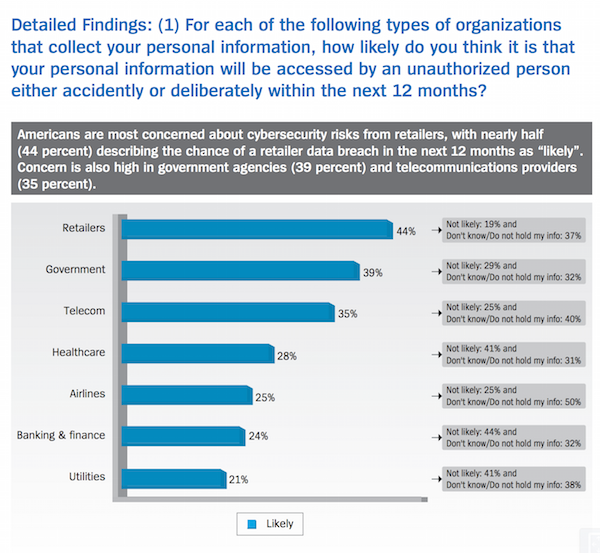 Detailed Findings: (1) For each of the following types of organizations
that collect your personal information, how likely do you think it is that
your personal information will be accessed by an unauthorized person
either accidently or deliberately within the next 12 months?
Americans are most concerned about cybersecurity risks from retailers, with nearly half
(44 percent) describing the chance of a retailer data breach in the next 12 months as “likely”.
Concern is also high in government agencies (39 percent) and telecommunications providers
(35 percent).
Retailers
44%
Not likely: 19% and
Don't know/Do not hold my info: 37%
Government
39%
Not likely: 29% and
Don't know/Do not hold my info: 32%
Telecom
35%
Not likely: 25% and
Don't know/Do not hold my info: 40%
Healthcare
28%
Not likely: 41% and
Don't know/Do not hold my info: 31%
Airlines
25%
Not likely: 25% and
Don't know/Do not hold my info: 50%
Banking & finance
24%
Not likely: 44% and
Don't know/Do not hold my info: 32%
Utilities
21%
Not likely: 41% and
Don't know/Do not hold my info: 38%
Likely